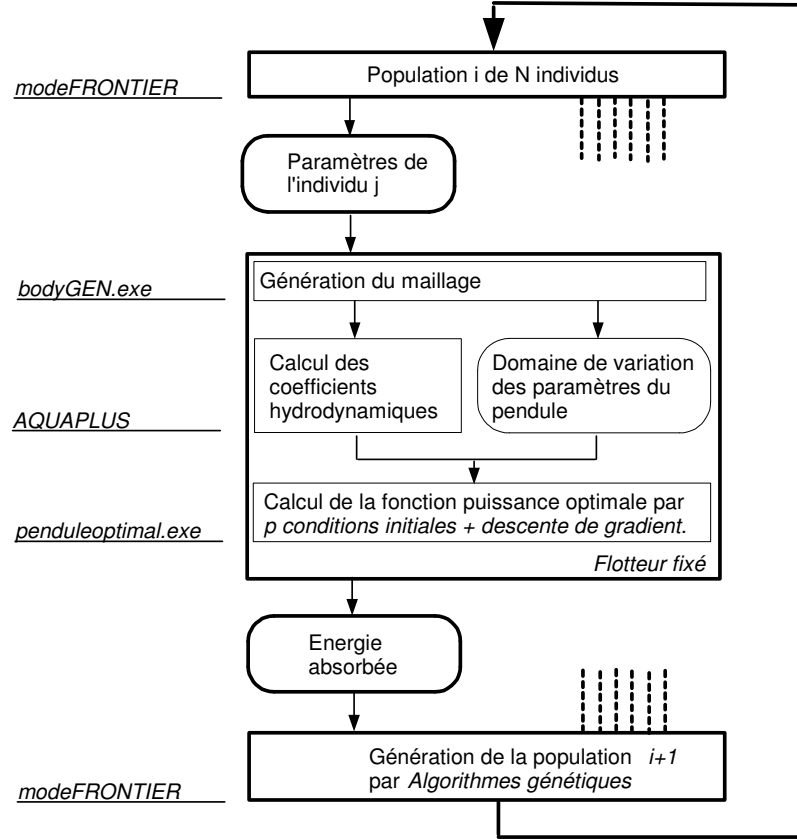 Population i de N individus
modeFRONTIER
Paramètres de
l'individu j
bodyGEN.exe
Génération du maillage
Calcul des
coefficients
hydrodynamiques
Domaine de variation
des paramètres du
pendule
AQUAPLUS
Calcul de la fonction puissance optimale par
p conditions initiales + descente de gradient.
penduleoptimal.exe
Flotteur fixé
Energie
absorbée
Génération de la population i+1
par Algorithmes génétiques
modeFRONTIER